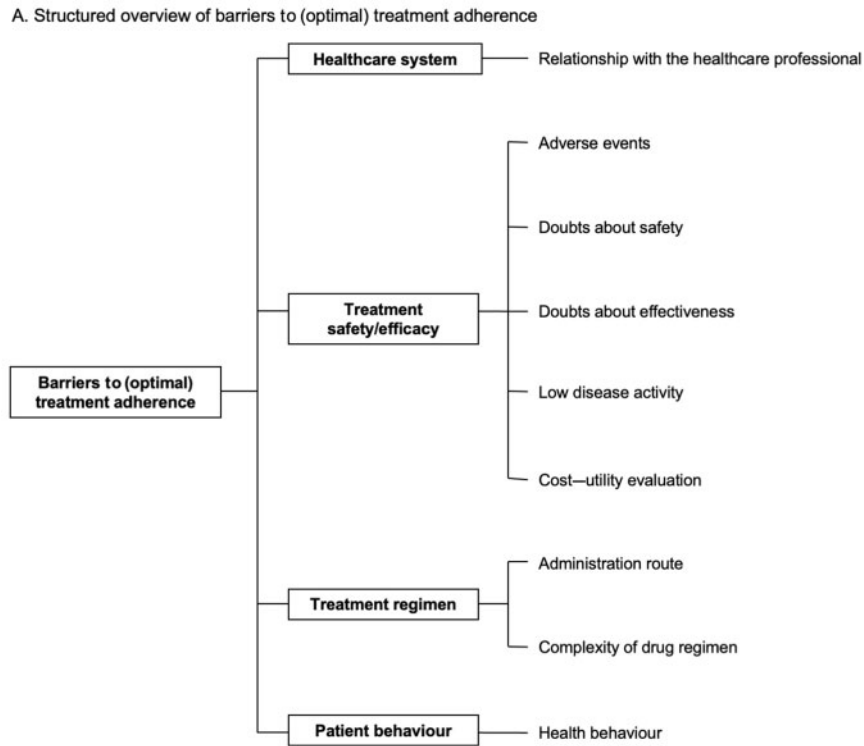 A. Structured overview of barriers to (optimal) treatment adherence
Healthcare system
Relationship with the healthcare professional
Adverse events
Doubts about safety
Treatment
safety/efficacy
Doubts about effectiveness
Barriers to (optimal)
treatment adherence
Low disease activity
Cost—utility evaluation
Administration route
Treatment regimen
Complexity of drug regimen
Patient behaviour
Health behaviour